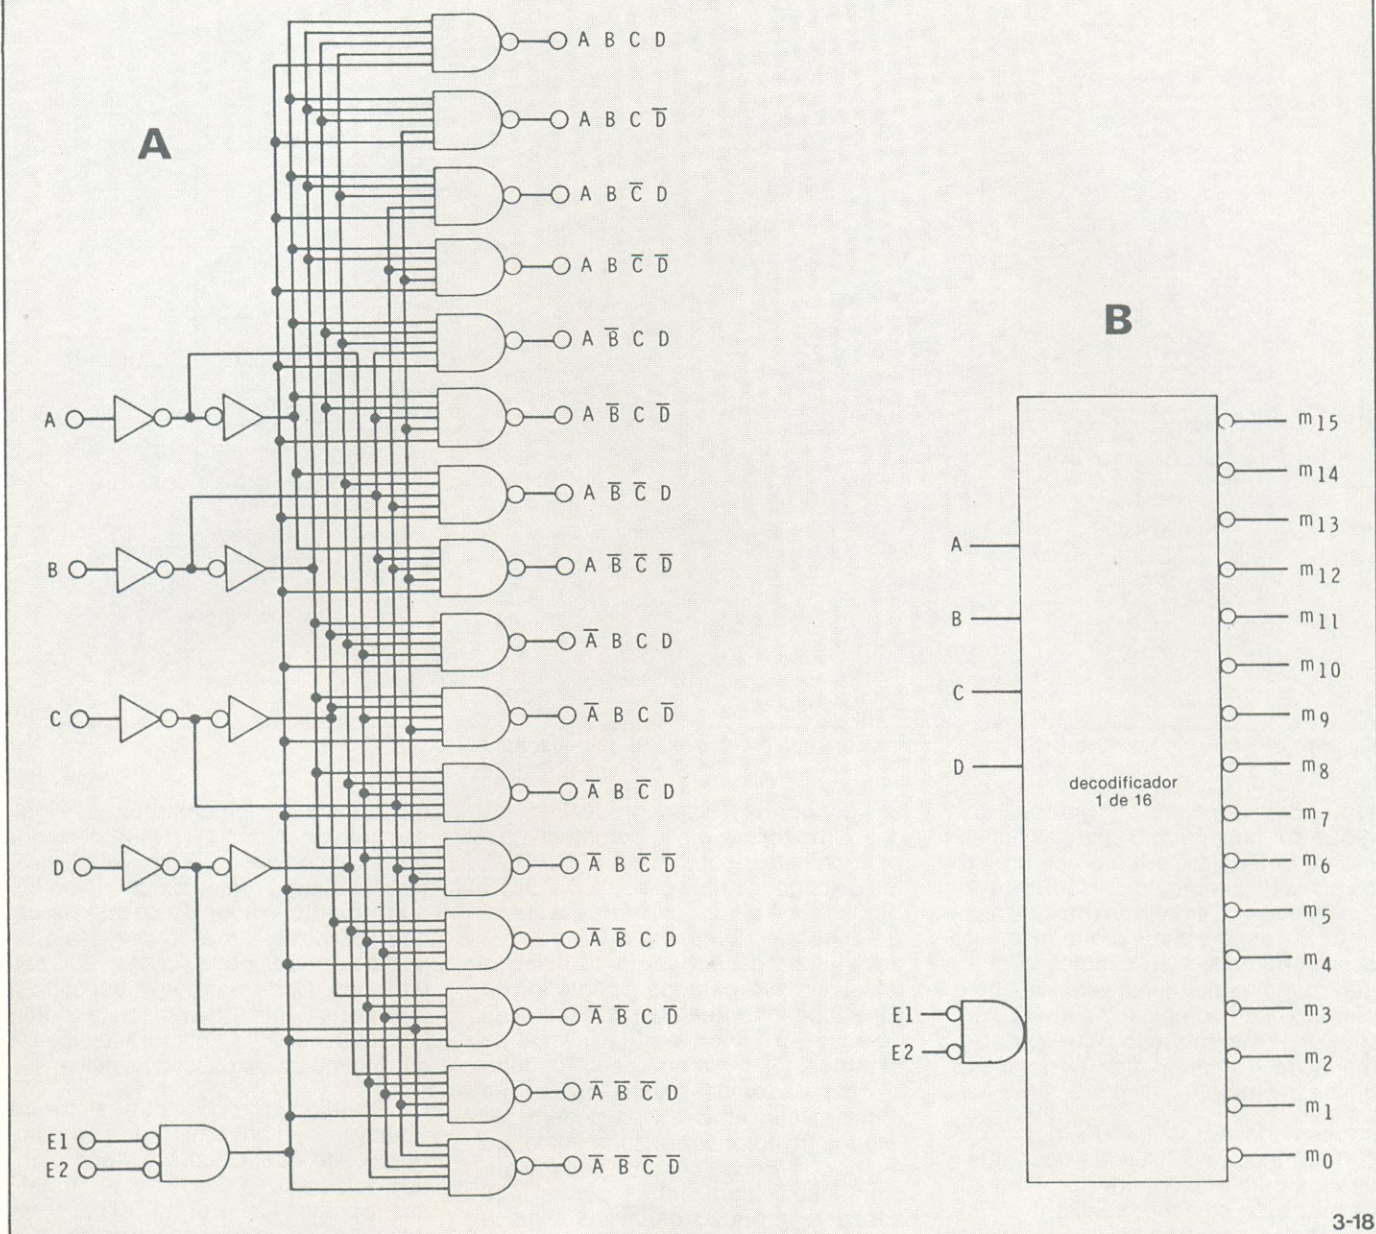 A
A B C D
A B C D̅
A B C̅ D
A B C̅ D̅
A B̅ C D
A B̅ C D̅
A B̅ C̅ D
A B̅ C̅ D̅
A̅ B C D
A̅ B C D̅
A̅ B C̅ D
A̅ B C̅ D̅
A̅ B̅ C D
A̅ B̅ C̅ D̅
A̅ B̅ C̅ D
A̅ B̅ C̅ D̅
A
B
C
D
E1
E2
B
A
B
C
D
E1
E2
decodificador
1 de 16
m15
m14
m13
m12
m11
m10
m9
m8
m7
m6
m5
m4
m3
m2
m1
m0
3-18